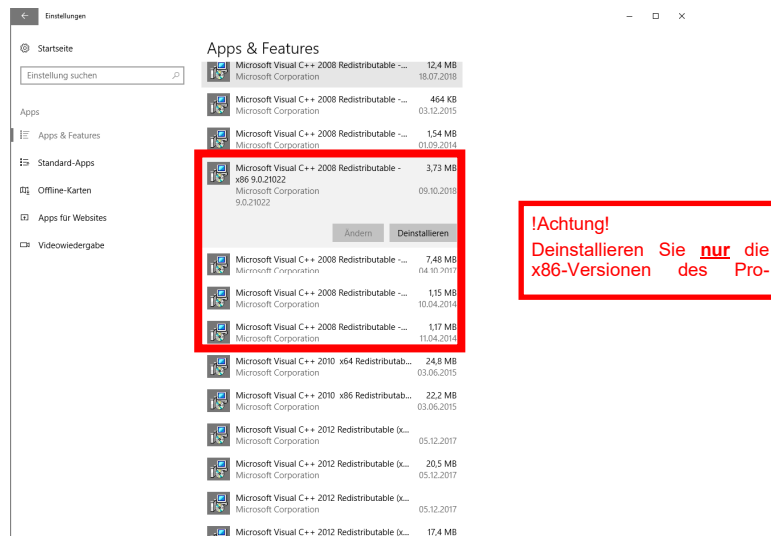 Einstellungen
Startseite
Einstellung suchen
Apps
Apps & Features
Standard-Apps
Offline-Karten
Apps für Websites
Videowiedergabe
Apps & Features
Microsoft Visual C++ 2008 Redistributable -... 12,4 MB
Microsoft Corporation 18.07.2018
Microsoft Visual C++ 2008 Redistributable -... 464 KB
Microsoft Corporation 03.12.2015
Microsoft Visual C++ 2008 Redistributable -... 1,54 MB
Microsoft Corporation 01.09.2014
Microsoft Visual C++ 2008 Redistributable - 3,73 MB
x86 9.0.21022
Microsoft Corporation 09.10.2018
9.0.21022
Ändern Deinstallieren
Microsoft Visual C++ 2008 Redistributable -... 7,48 MB
Microsoft Corporation 04.10.2017
Microsoft Visual C++ 2008 Redistributable -... 1,15 MB
Microsoft Corporation 10.04.2014
Microsoft Visual C++ 2008 Redistributable -... 1,17 MB
Microsoft Corporation 11.04.2014
Microsoft Visual C++ 2010 x64 Redistributab... 24,8 MB
Microsoft Corporation 03.06.2015
Microsoft Visual C++ 2010 x86 Redistributab... 22,2 MB
Microsoft Corporation 03.06.2015
Microsoft Visual C++ 2012 Redistributable (x...
Microsoft Corporation 05.12.2017
Microsoft Visual C++ 2012 Redistributable (x... 20,5 MB
Microsoft Corporation 05.12.2017
Microsoft Visual C++ 2012 Redistributable (x...
Microsoft Corporation 05.12.2017
Microsoft Visual C++ 2012 Redistributable (x... 17,4 MB
!Achtung!
Deinstallieren Sie nur die
x86-Versionen des Pro-